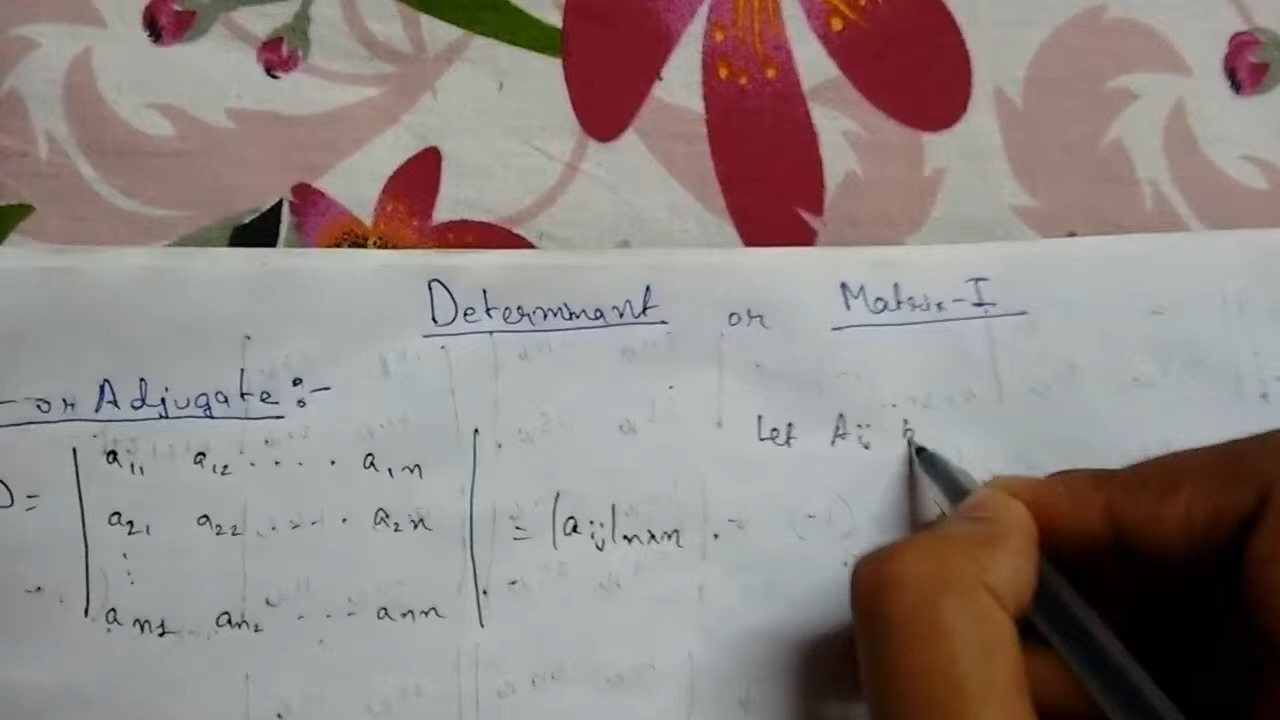 Determinant or Matrix-I
- or Adjugate :-
D = | a11 a12 . . . . a1n |
| a21 a22 . . . . a2n | = |aij|n×n .
⋮
| an1 an2 . . . ann |
Let Aij b